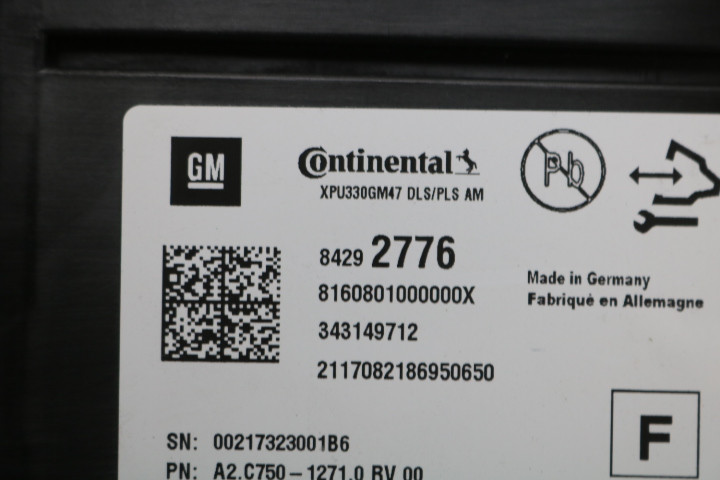 GM
Continental
XPU330GM47 DLS/PLS AM
Pb
8429 2776
8160801000000X
343149712
2117082186950650
Made in Germany
Fabriqué en Allemagne
F
SN: 00217323001B6
PN: A2.C750-1271.0 RV 00